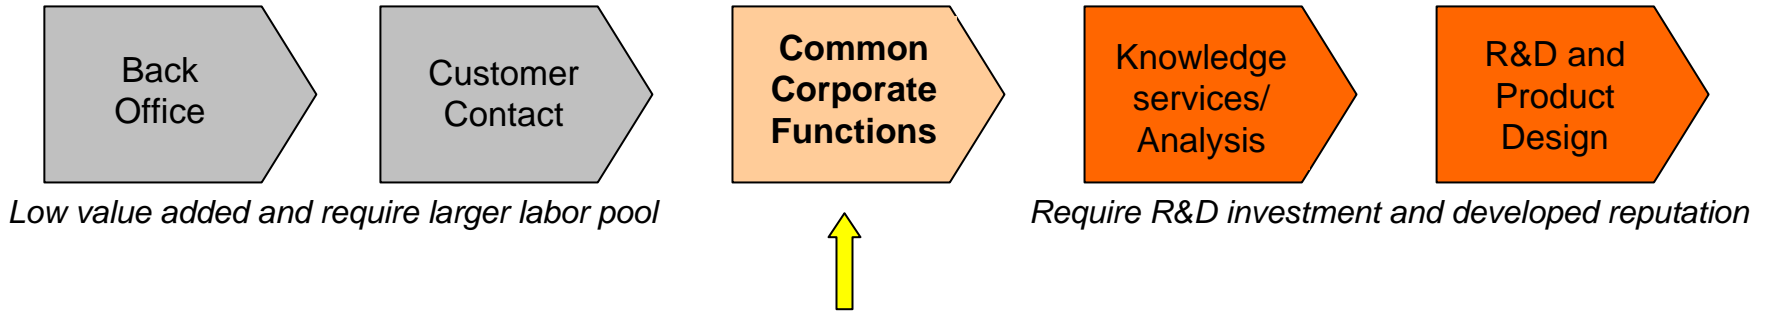 Back
Office
Customer
Contact
Common
Corporate
Functions
Knowledge
services/
Analysis
R&D and
Product
Design
Low value added and require larger labor pool
Require R&D investment and developed reputation